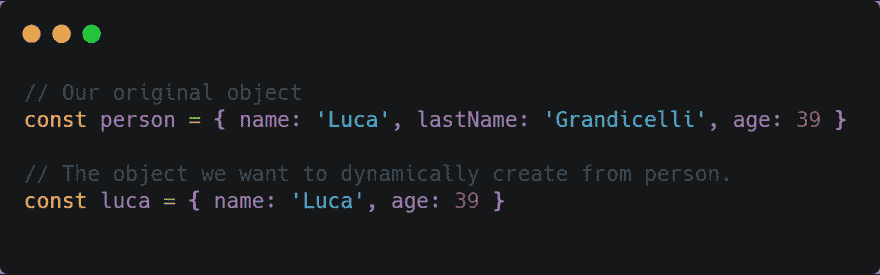 // Our original object
const person = { name: 'Luca', lastName: 'Grandicelli', age: 39 }
// The object we want to dynamically create from person.
const luca = { name: 'Luca', age: 39 }